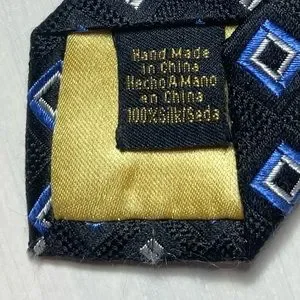 Hand Made
in China
Hecho A Mano
en China
100%Silk/Seda